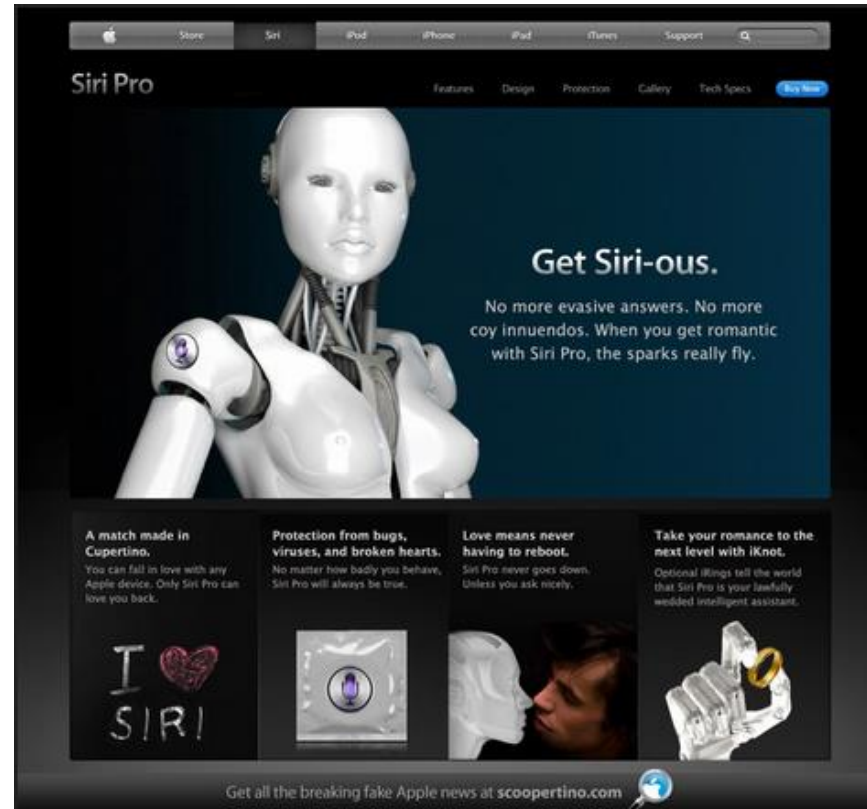 Store Siri iPod iPhone iPad iTunes Support
Siri Pro
Features Design Protection Gallery Tech Specs Buy Now
Get Siri-ous.
No more evasive answers. No more
coy innuendos. When you get romantic
with Siri Pro, the sparks really fly.
A match made in
Cupertino.
You can fall in love with any
Apple device. Only Siri Pro can
love you back.
I
SIRI
Protection from bugs,
viruses, and broken hearts.
No matter how badly you behave,
Siri Pro will always be true.
Love means never
having to reboot.
Siri Pro never goes down.
Unless you ask nicely.
Take your romance to the
next level with iKnot.
Optional iRings tell the world
that Siri Pro is your lawfully
wedded intelligent assistant.
Get all the breaking fake Apple news at scoopertino.com